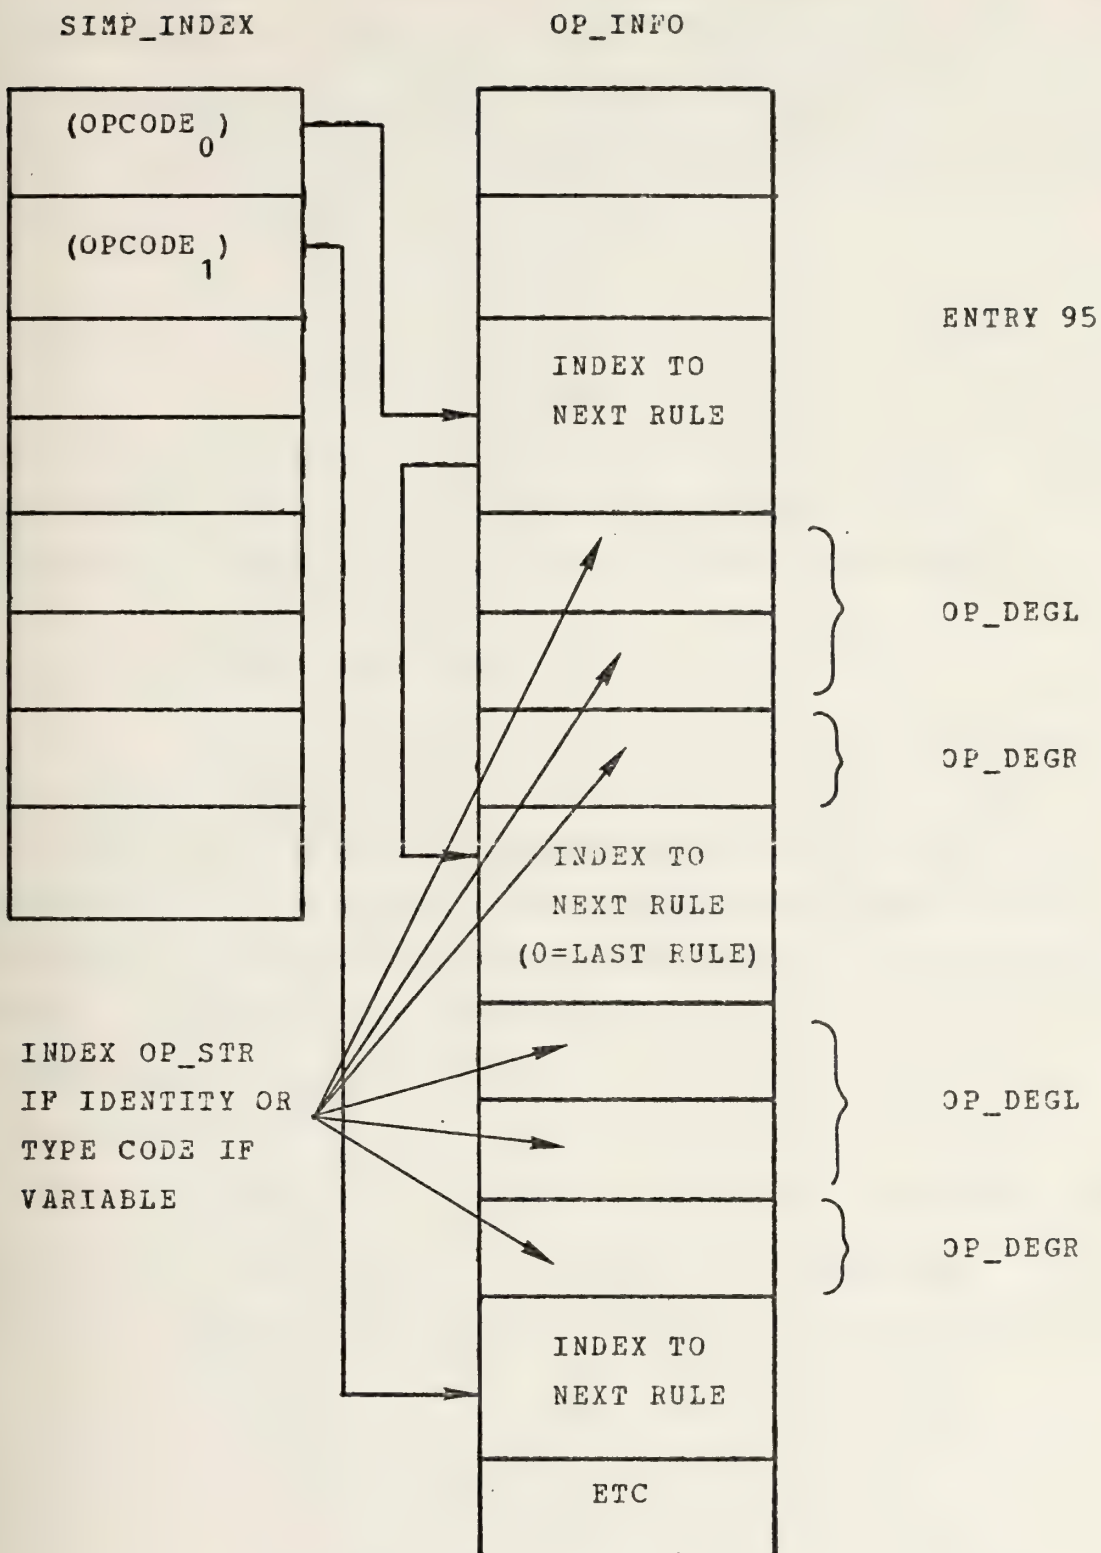 SIMP_INDEX
OP_INFO
(OPCODE0)
(OPCODE1)
ENTRY 95
INDEX TO
NEXT RULE
OP_DEGL
OP_DEGR
INDEX TO
NEXT RULE
(0=LAST RULE)
INDEX OP_STR
IF IDENTITY OR
TYPE CODE IF
VARIABLE
OP_DEGL
OP_DEGR
INDEX TO
NEXT RULE
ETC